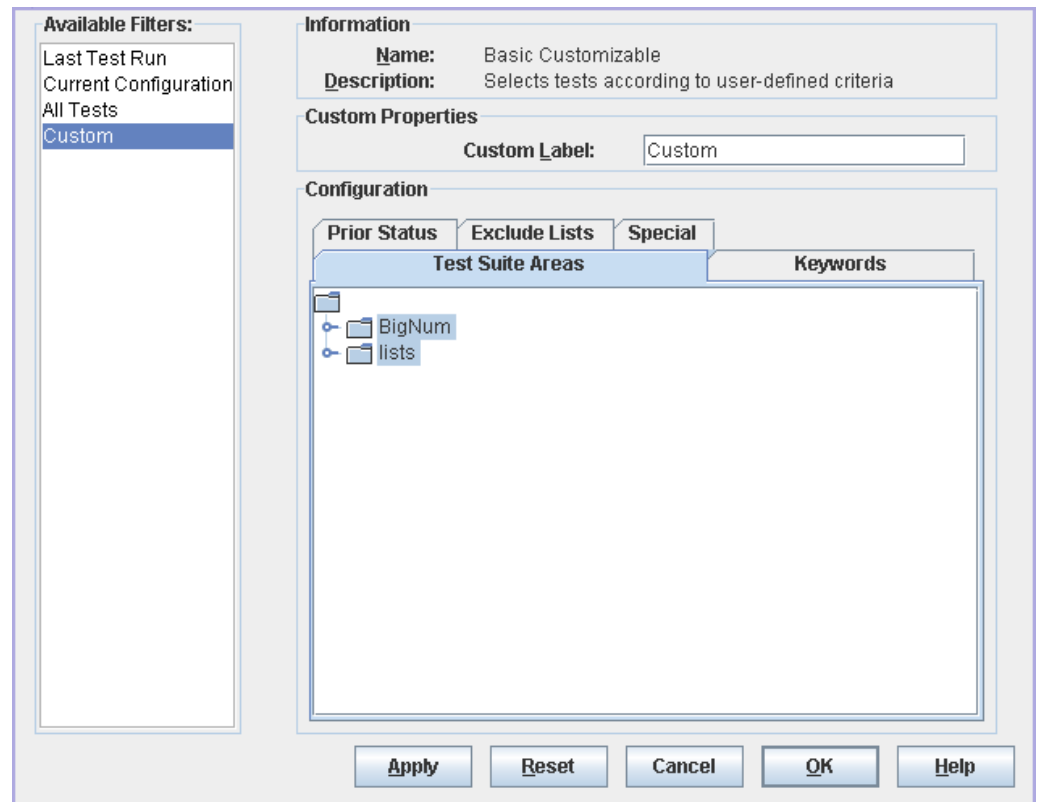 Available Filters:
Last Test Run
Current Configuration
All Tests
Custom
Information
Name: Basic Customizable
Description: Selects tests according to user-defined criteria
Custom Properties
Custom Label: Custom
Configuration
Prior Status Exclude Lists Special
Test Suite Areas Keywords
BigNum
lists
Apply Reset Cancel OK Help